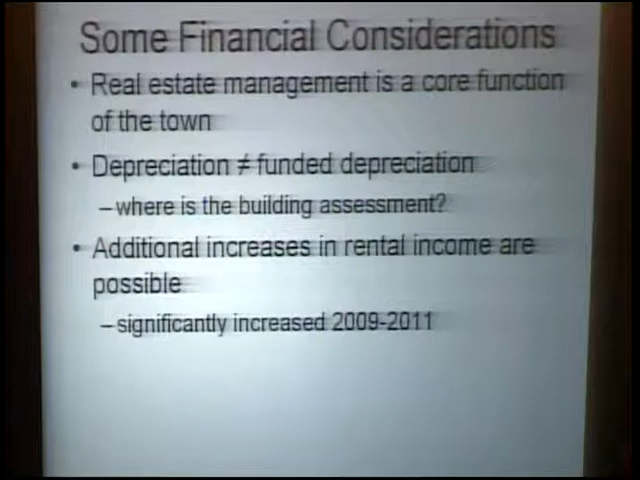 Some Financial Considerations
• Real estate management is a core function
of the town
• Depreciation ≠ funded depreciation
– where is the building assessment?
• Additional increases in rental income are
possible
– significantly increased 2009-2011